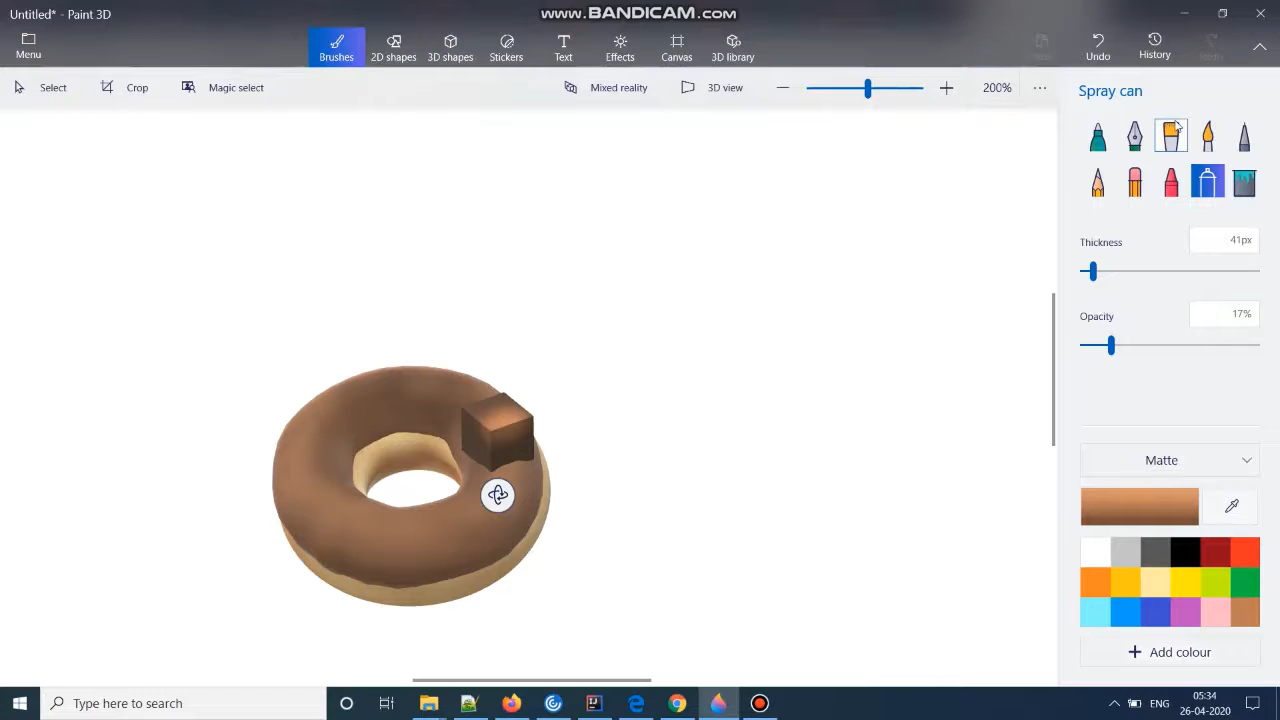 Untitled* - Paint 3D
www.BANDICAM.com
Menu
Brushes
2D shapes
3D shapes
Stickers
Text
Effects
Canvas
3D library
Undo
History
Select
Crop
Magic select
Mixed reality
3D view
200%
Spray can
Thickness
41px
Opacity
17%
Matte
Add colour
Type here to search
ENG
05:34
26-04-2020